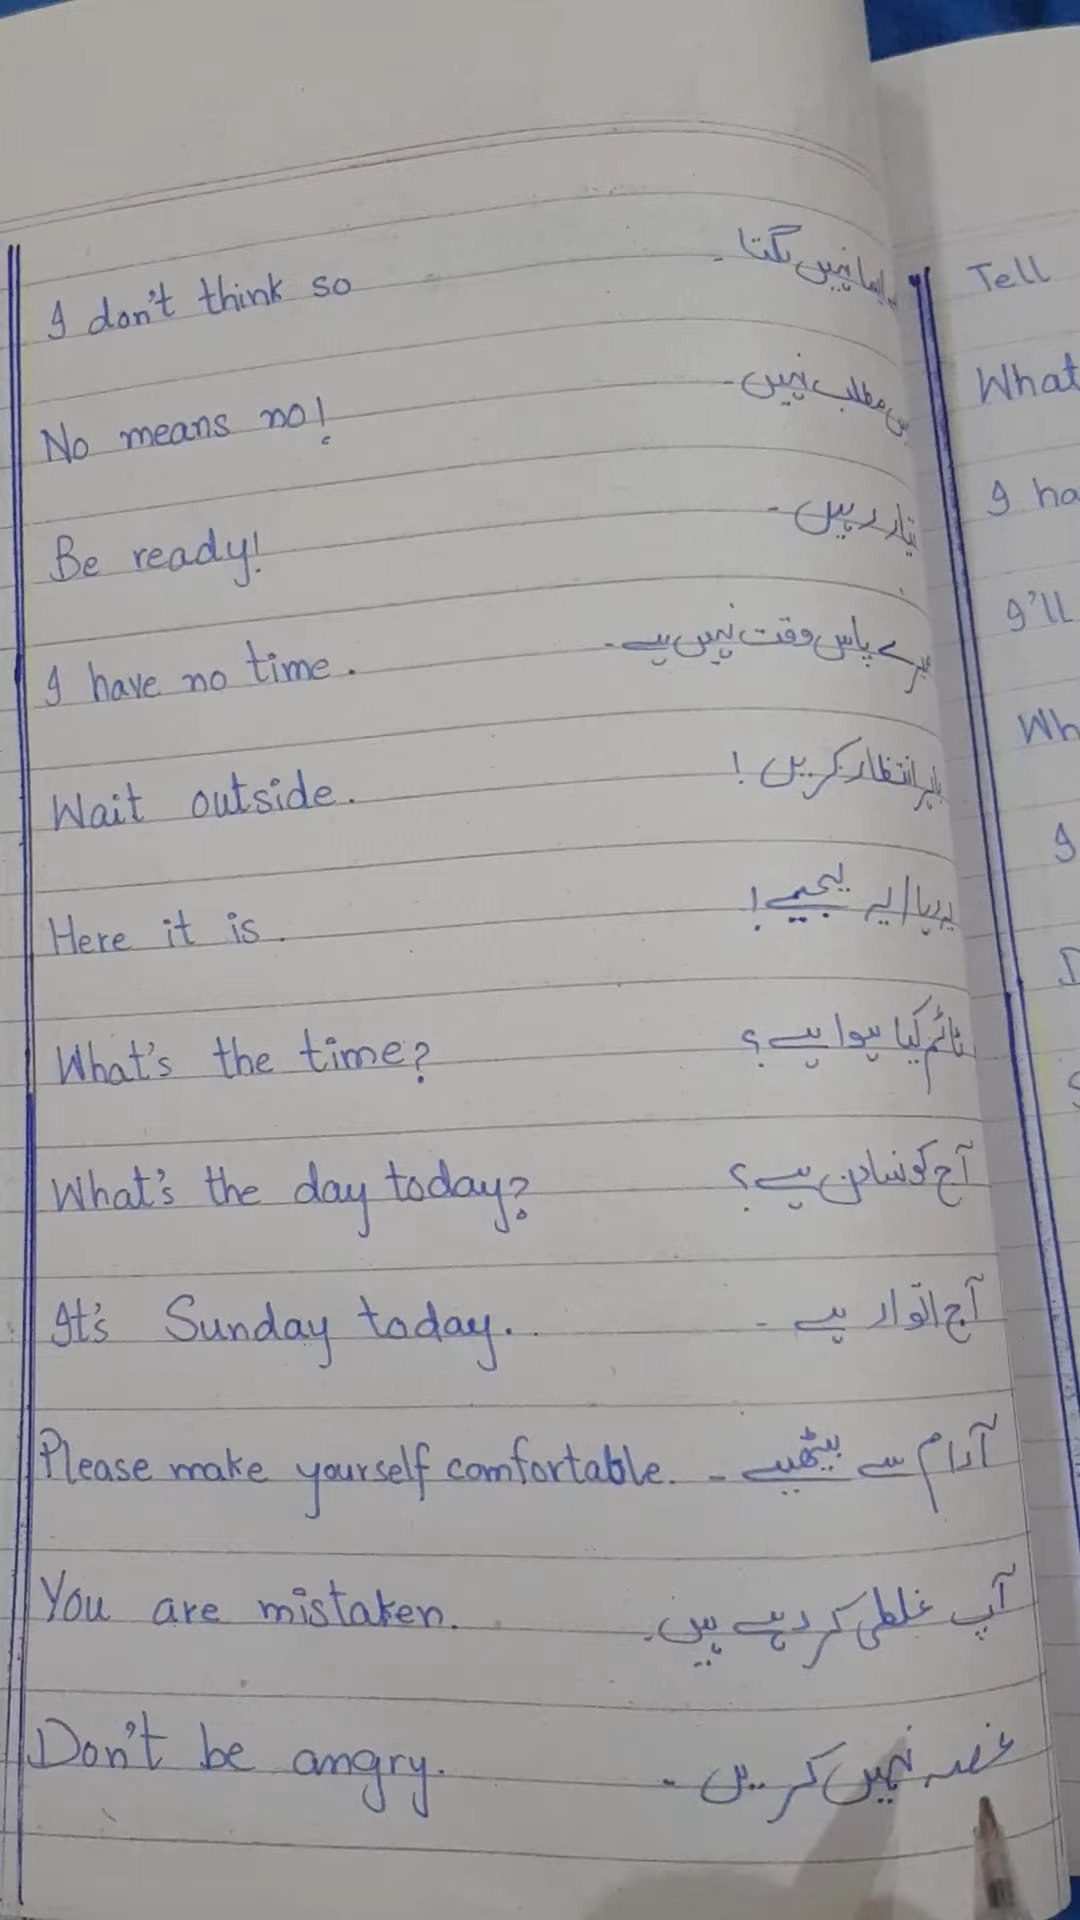 I don't think so ایسا نہیں لگتا ۔
No means no! نہیں مطلب نہیں۔
Be ready! تیار رہیں ۔
I have no time. میرے پاس وقت نہیں ہے۔
Wait outside. باہر انتظار کریں !
Here it is. یہ رہا / یہ لیجیے !
What's the time? ٹائم کیا ہوا ہے ؟
What's the day today? آج کونسا دن ہے ؟
It's Sunday today. آج اتوار ہے ۔
Please make yourself comfortable. آرام سے بیٹھیے ۔
You are mistaken. آپ غلطی کر رہے ہیں۔
Don't be angry. غصہ نہیں کریں ۔
Tell
What
I ha
I'll
Wh
I